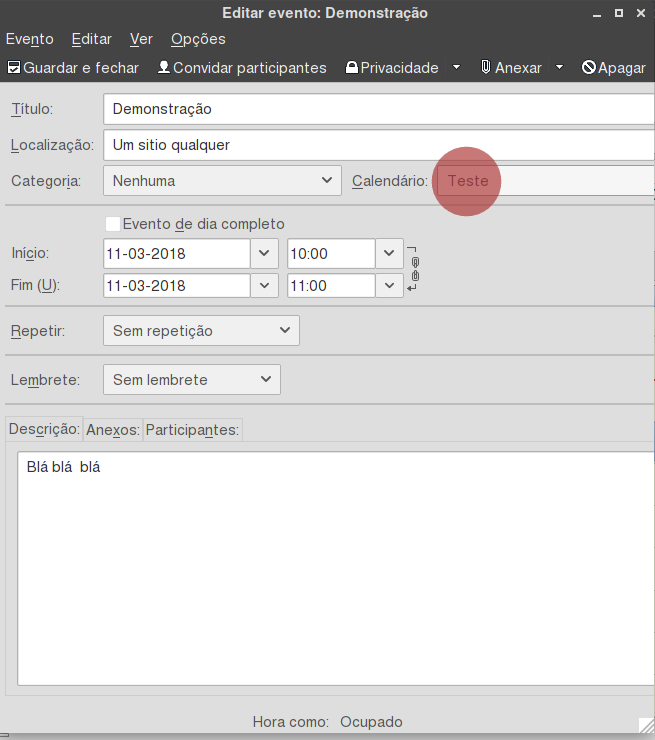 Editar evento: Demonstração
Evento Editar Ver Opções
Guardar e fechar Convidar participantes Privacidade Anexar Apagar
Título: Demonstração
Localização: Um sitio qualquer
Categoria: Nenhuma Calendário: Teste
Evento de dia completo
Início: 11-03-2018 10:00
Fim (U): 11-03-2018 11:00
Repetir: Sem repetição
Lembrete: Sem lembrete
Descrição: Anexos: Participantes:
Blá blá  blá
Hora como: Ocupado